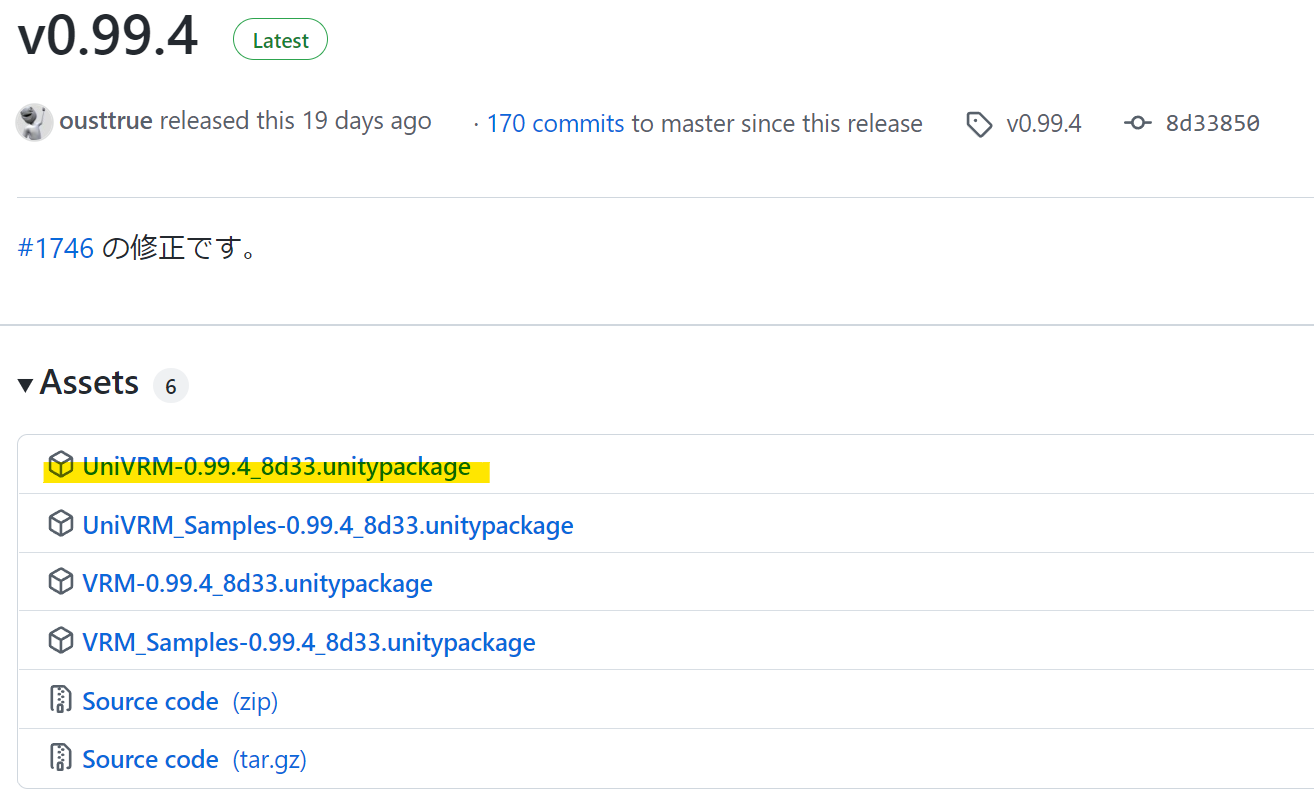 v0.99.4 Latest
ousttrue released this 19 days ago · 170 commits to master since this release v0.99.4 8d33850
#1746 の修正です。
Assets 6
UniVRM-0.99.4_8d33.unitypackage
UniVRM_Samples-0.99.4_8d33.unitypackage
VRM-0.99.4_8d33.unitypackage
VRM_Samples-0.99.4_8d33.unitypackage
Source code (zip)
Source code (tar.gz)